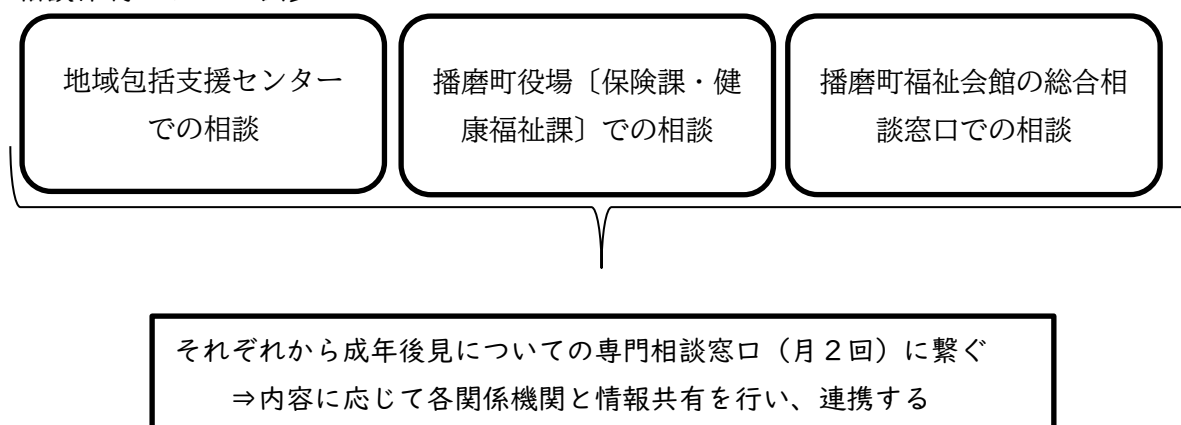 地域包括支援センター
での相談
播磨町役場〔保険課・健
康福祉課〕での相談
播磨町福祉会館の総合相
談窓口での相談
それぞれから成年後見についての専門相談窓口（月２回）に繋ぐ
⇒内容に応じて各関係機関と情報共有を行い、連携する